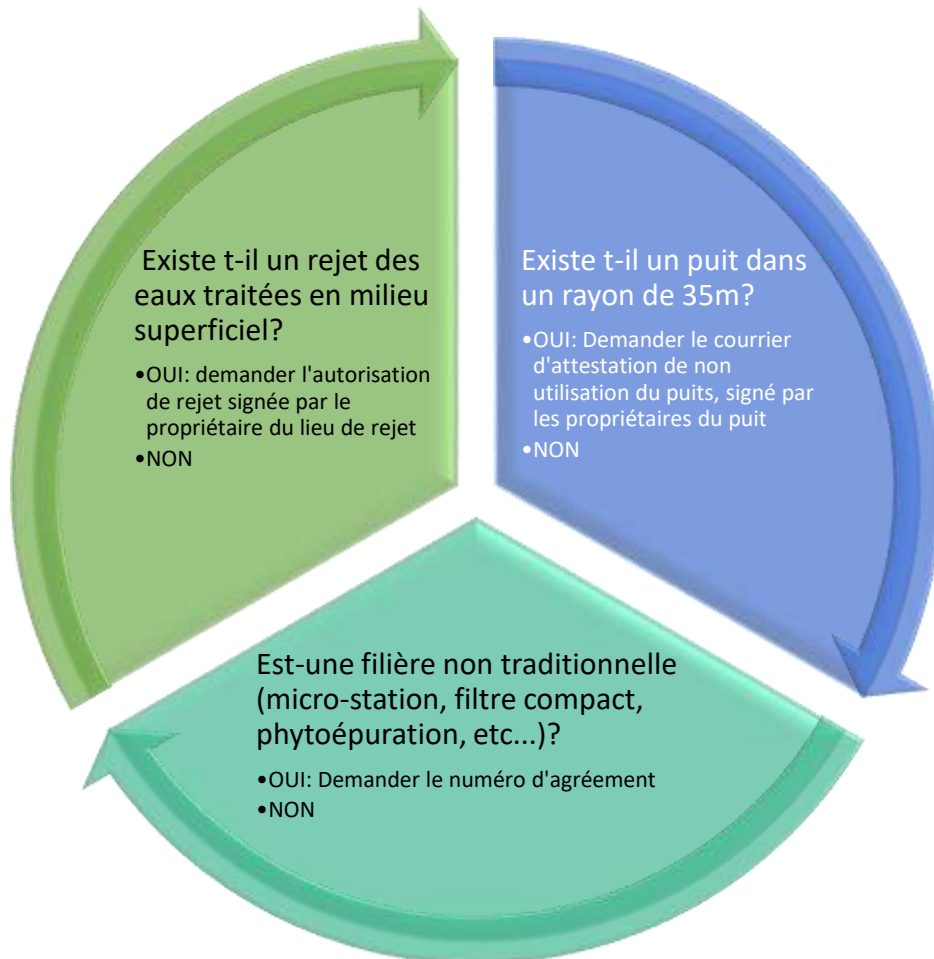 Existe t-il un rejet des
eaux traitées en milieu
superficiel?
•OUI: demander l'autorisation
de rejet signée par le
propriétaire du lieu de rejet
•NON
Existe t-il un puit dans
un rayon de 35m?
•OUI: Demander le courrier
d'attestation de non
utilisation du puits, signé par
les propriétaires du puit
•NON
Est-une filière non traditionnelle
(micro-station, filtre compact,
phytoépuration, etc...)?
•OUI: Demander le numéro d'agréement
•NON